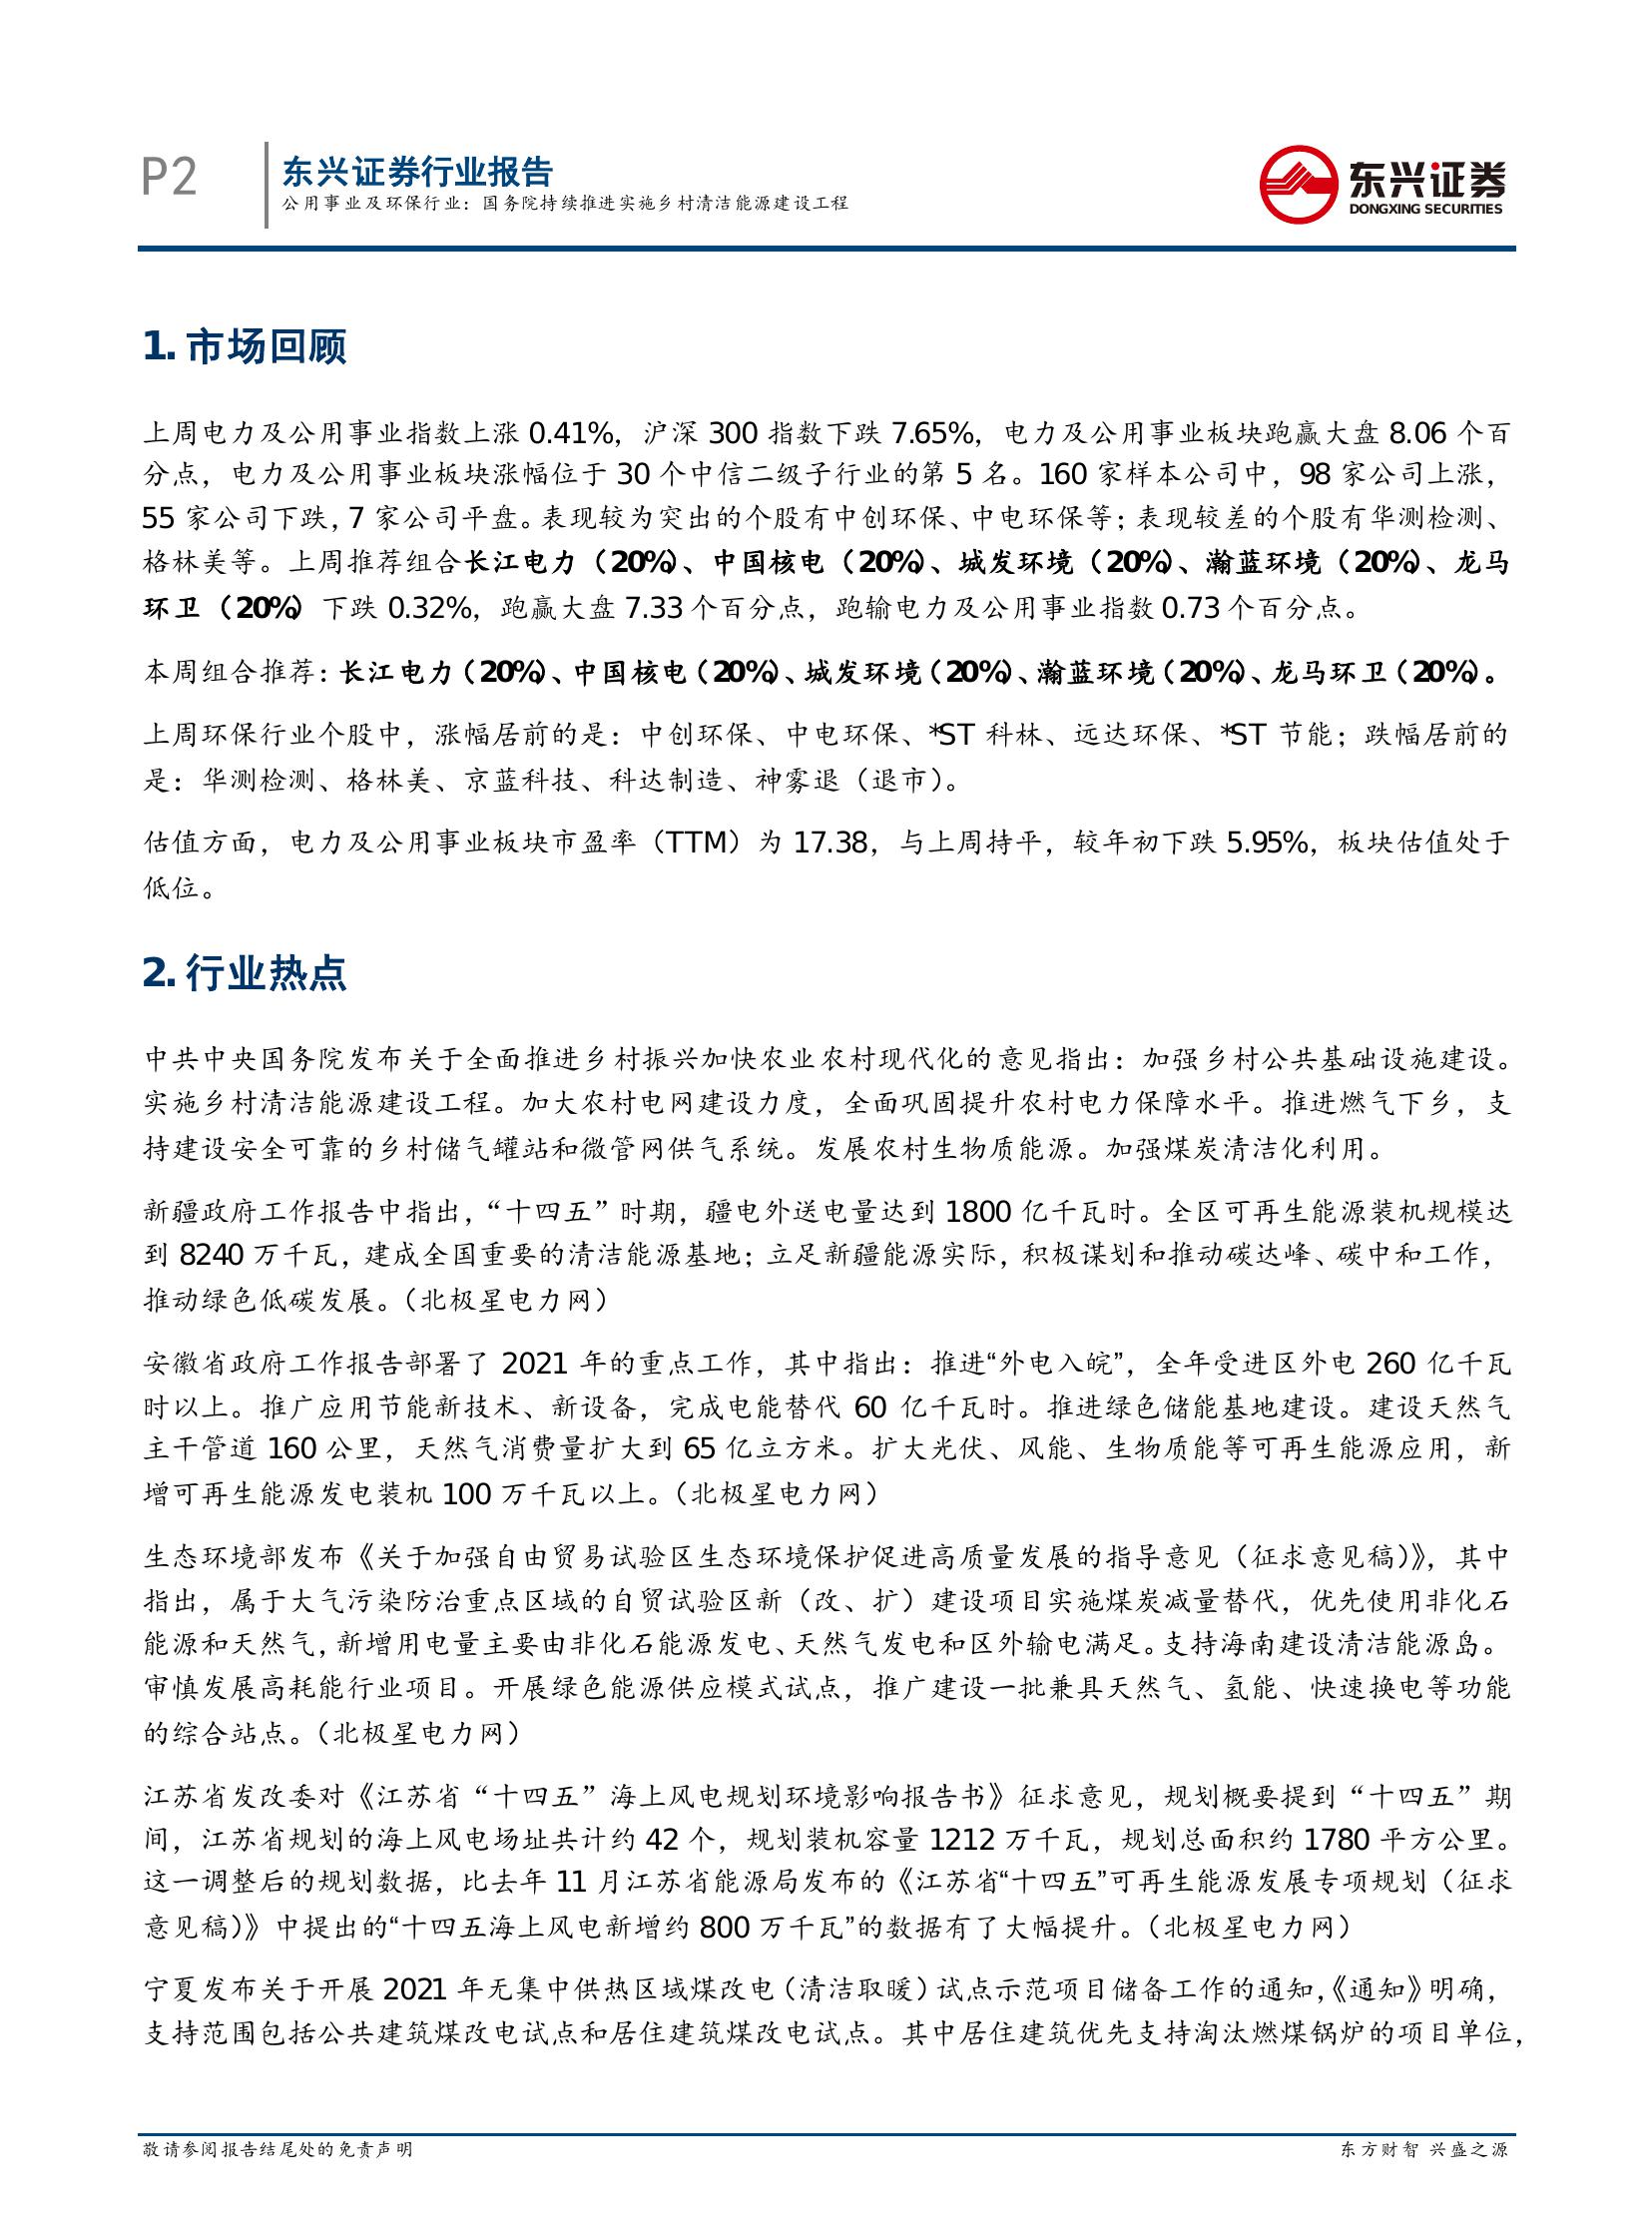 P2
东兴证券行业报告
公用事业及环保行业：国务院持续推进实施乡村清洁能源建设工程
东兴证券
DONGXING SECURITIES
1. 市场回顾
上周电力及公用事业指数上涨 0.41%，沪深 300 指数下跌 7.65%，电力及公用事业板块跑赢大盘 8.06 个百
分点，电力及公用事业板块涨幅位于 30 个中信二级子行业的第 5 名。160 家样本公司中，98 家公司上涨，
55 家公司下跌，7 家公司平盘。表现较为突出的个股有中创环保、中电环保等；表现较差的个股有华测检测、
格林美等。上周推荐组合长江电力（20%）、中国核电（20%）、城发环境（20%）、瀚蓝环境（20%）、龙马
环卫（20%）下跌 0.32%，跑赢大盘 7.33 个百分点，跑输电力及公用事业指数 0.73 个百分点。
本周组合推荐：长江电力（20%）、中国核电（20%）、城发环境（20%）、瀚蓝环境（20%）、龙马环卫（20%）。
上周环保行业个股中，涨幅居前的是：中创环保、中电环保、*ST 科林、远达环保、*ST 节能；跌幅居前的
是：华测检测、格林美、京蓝科技、科达制造、神雾退（退市）。
估值方面，电力及公用事业板块市盈率（TTM）为 17.38，与上周持平，较年初下跌 5.95%，板块估值处于
低位。
2. 行业热点
中共中央国务院发布关于全面推进乡村振兴加快农业农村现代化的意见指出：加强乡村公共基础设施建设。
实施乡村清洁能源建设工程。加大农村电网建设力度，全面巩固提升农村电力保障水平。推进燃气下乡，支
持建设安全可靠的乡村储气罐站和微管网供气系统。发展农村生物质能源。加强煤炭清洁化利用。
新疆政府工作报告中指出，“十四五”时期，疆电外送电量达到 1800 亿千瓦时。全区可再生能源装机规模达
到 8240 万千瓦，建成全国重要的清洁能源基地；立足新疆能源实际，积极谋划和推动碳达峰、碳中和工作，
推动绿色低碳发展。（北极星电力网）
安徽省政府工作报告部署了 2021 年的重点工作，其中指出：推进“外电入皖”，全年受进区外电 260 亿千瓦
时以上。推广应用节能新技术、新设备，完成电能替代 60 亿千瓦时。推进绿色储能基地建设。建设天然气
主干管道 160 公里，天然气消费量扩大到 65 亿立方米。扩大光伏、风能、生物质能等可再生能源应用，新
增可再生能源发电装机 100 万千瓦以上。（北极星电力网）
生态环境部发布《关于加强自由贸易试验区生态环境保护促进高质量发展的指导意见（征求意见稿）》，其中
指出，属于大气污染防治重点区域的自贸试验区新（改、扩）建设项目实施煤炭减量替代，优先使用非化石
能源和天然气，新增用电量主要由非化石能源发电、天然气发电和区外输电满足。支持海南建设清洁能源岛。
审慎发展高耗能行业项目。开展绿色能源供应模式试点，推广建设一批兼具天然气、氢能、快速换电等功能
的综合站点。（北极星电力网）
江苏省发改委对《江苏省“十四五”海上风电规划环境影响报告书》征求意见，规划概要提到“十四五”期
间，江苏省规划的海上风电场址共计约 42 个，规划装机容量 1212 万千瓦，规划总面积约 1780 平方公里。
这一调整后的规划数据，比去年 11 月江苏省能源局发布的《江苏省“十四五”可再生能源发展专项规划（征求
意见稿）》中提出的“十四五海上风电新增约 800 万千瓦”的数据有了大幅提升。（北极星电力网）
宁夏发布关于开展 2021 年无集中供热区域煤改电（清洁取暖）试点示范项目储备工作的通知，《通知》明确，
支持范围包括公共建筑煤改电试点和居住建筑煤改电试点。其中居住建筑优先支持淘汰燃煤锅炉的项目单位，
敬请参阅报告结尾处的免责声明
东方财智 兴盛之源